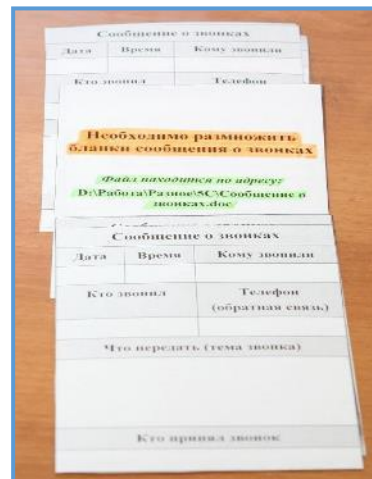 Сообщение о звонках
Дата Время Кому звонили
Кто звонил Телефон
Необходимо размножить
бланки сообщения о звонках
Файл находится по адресу:
D:\Работа\Разное\5С\Сообщение о
звонках.doc
Сообщение о звонках
Дата Время Кому звонили
Кто звонил Телефон
(обратная связь)
Что передать (тема звонка)
Кто принял звонок